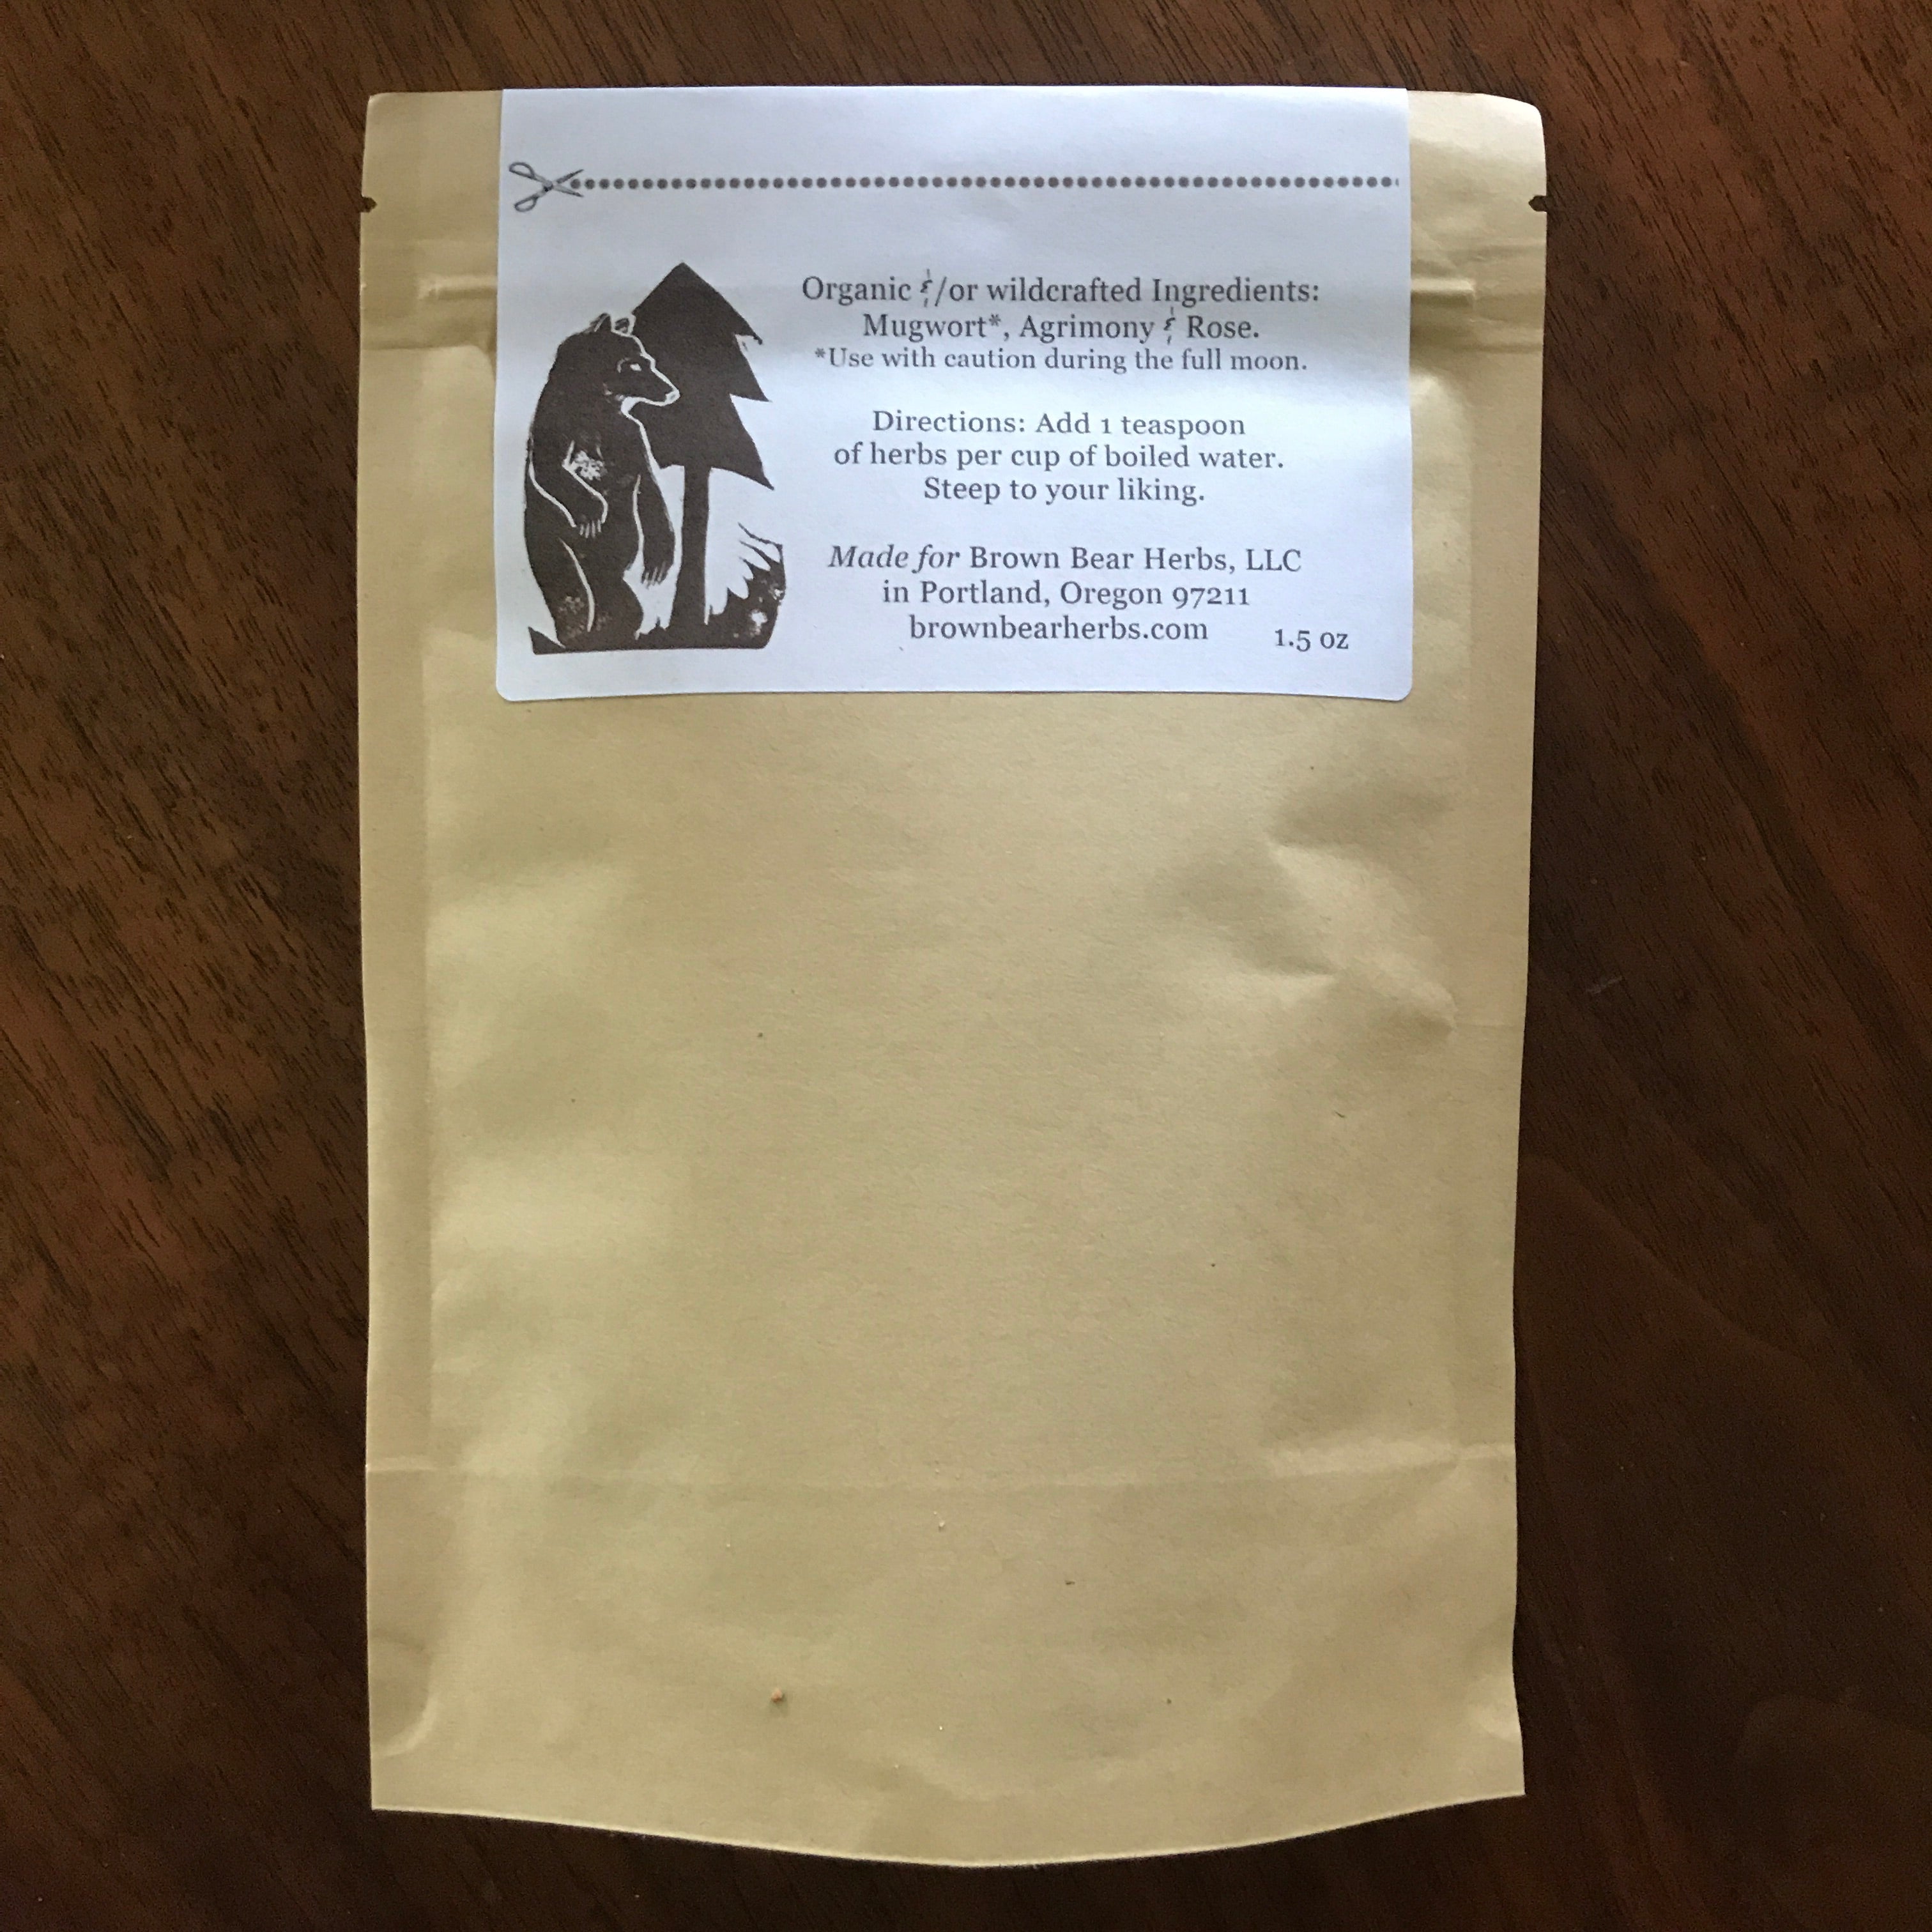 Organic &/or wildcrafted Ingredients:
Mugwort*, Agrimony & Rose.
*Use with caution during the full moon.
Directions: Add 1 teaspoon
of herbs per cup of boiled water.
Steep to your liking.
Made for Brown Bear Herbs, LLC
in Portland, Oregon 97211
brownbearherbs.com
1.5 oz